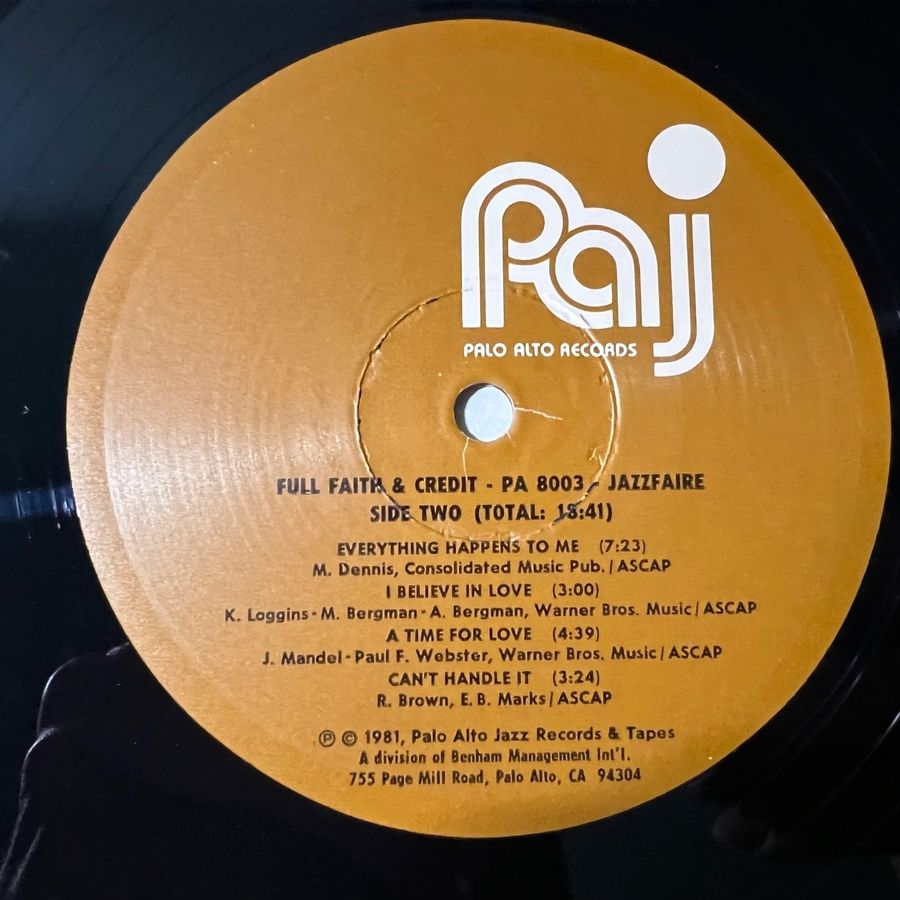 Paj
PALO ALTO RECORDS
FULL FAITH & CREDIT - PA 8003 - JAZZFAIRE
SIDE TWO (TOTAL: 18:41)
EVERYTHING HAPPENS TO ME (7:23)
M. Dennis, Consolidated Music Pub./ASCAP
I BELIEVE IN LOVE (3:00)
K. Loggins-M. Bergman-A. Bergman, Warner Bros. Music/ASCAP
A TIME FOR LOVE (4:39)
J. Mandel-Paul F. Webster, Warner Bros. Music/ASCAP
CAN'T HANDLE IT (3:24)
R. Brown, E.B. Marks/ASCAP
℗ © 1981, Palo Alto Jazz Records & Tapes
A division of Benham Management Int'l.
755 Page Mill Road, Palo Alto, CA 94304